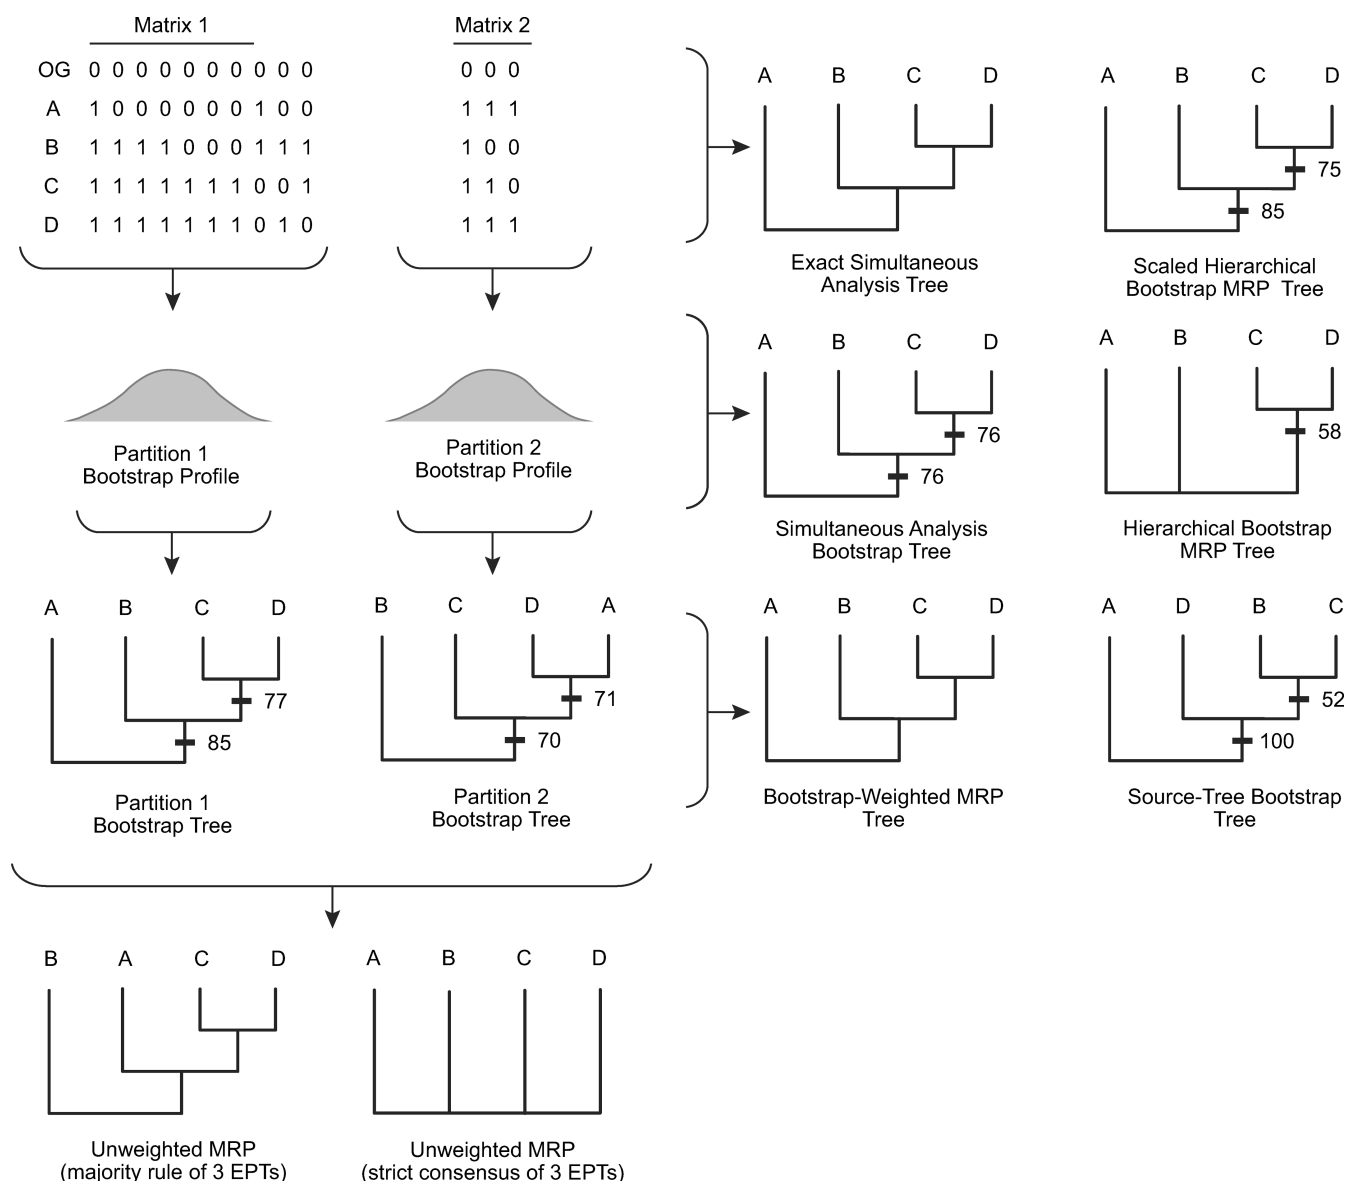 Matrix 1
Matrix 2
OG 0 0 0 0 0 0 0 0 0 0
0 0 0
A 1 0 0 0 0 0 0 1 0 0
1 1 1
B 1 1 1 1 0 0 0 1 1 1
1 0 0
C 1 1 1 1 1 1 1 0 0 1
1 1 0
D 1 1 1 1 1 1 1 0 1 0
1 1 1
Partition 1
Bootstrap Profile
Partition 2
Bootstrap Profile
A B C D
77
85
Partition 1
Bootstrap Tree
B C D A
71
70
Partition 2
Bootstrap Tree
B A C D
Unweighted MRP
(majority rule of 3 EPTs)
A B C D
Unweighted MRP
(strict consensus of 3 EPTs)
A B C D
Exact Simultaneous
Analysis Tree
A B C D
75
85
Scaled Hierarchical
Bootstrap MRP Tree
A B C D
76
76
Simultaneous Analysis
Bootstrap Tree
A B C D
58
Hierarchical Bootstrap
MRP Tree
A B C D
Bootstrap-Weighted MRP
Tree
A D B C
52
100
Source-Tree Bootstrap
Tree